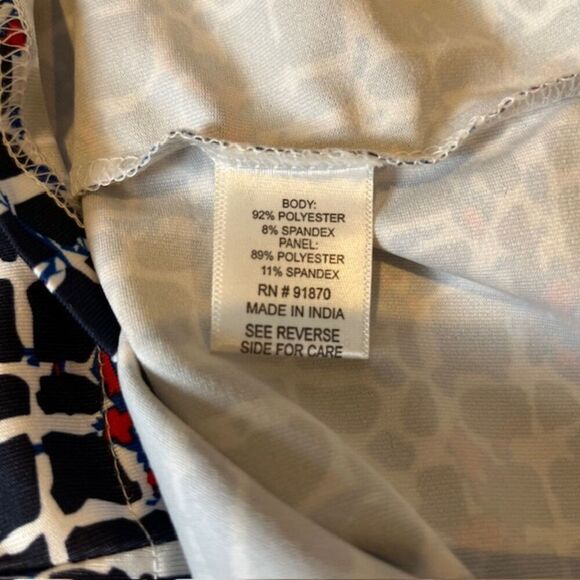 BODY:
92% POLYESTER
8% SPANDEX
PANEL:
89% POLYESTER
11% SPANDEX
RN # 91870
MADE IN INDIA
SEE REVERSE
SIDE FOR CARE